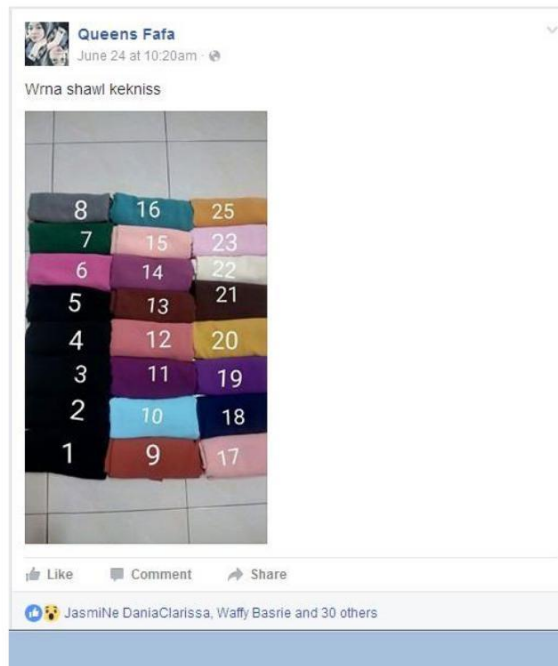 Queens Fafa
June 24 at 10:20am ·
Wrna shawl kekniss
8 16 25
7 15 23
6 14 22
5 13 21
4 12 20
3 11 19
2 10 18
1 9 17
Like Comment Share
JasmiNe DaniaClarissa, Waffy Basrie and 30 others